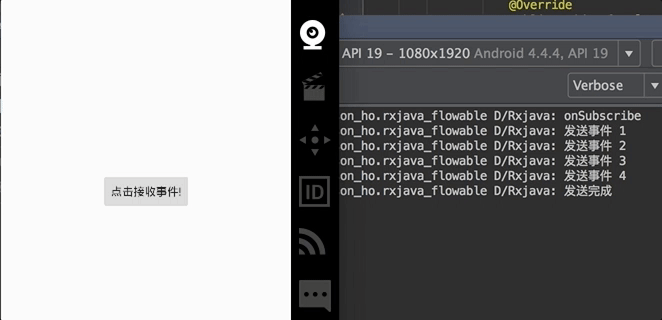 @Override
API 19 – 1080x1920 Android 4.4.4, API 19
Verbose
on_ho.rxjava_flowable D/Rxjava: onSubscribe
on_ho.rxjava_flowable D/Rxjava: 发送事件 1
on_ho.rxjava_flowable D/Rxjava: 发送事件 2
on_ho.rxjava_flowable D/Rxjava: 发送事件 3
on_ho.rxjava_flowable D/Rxjava: 发送事件 4
on_ho.rxjava_flowable D/Rxjava: 发送完成
点击接收事件!
ID